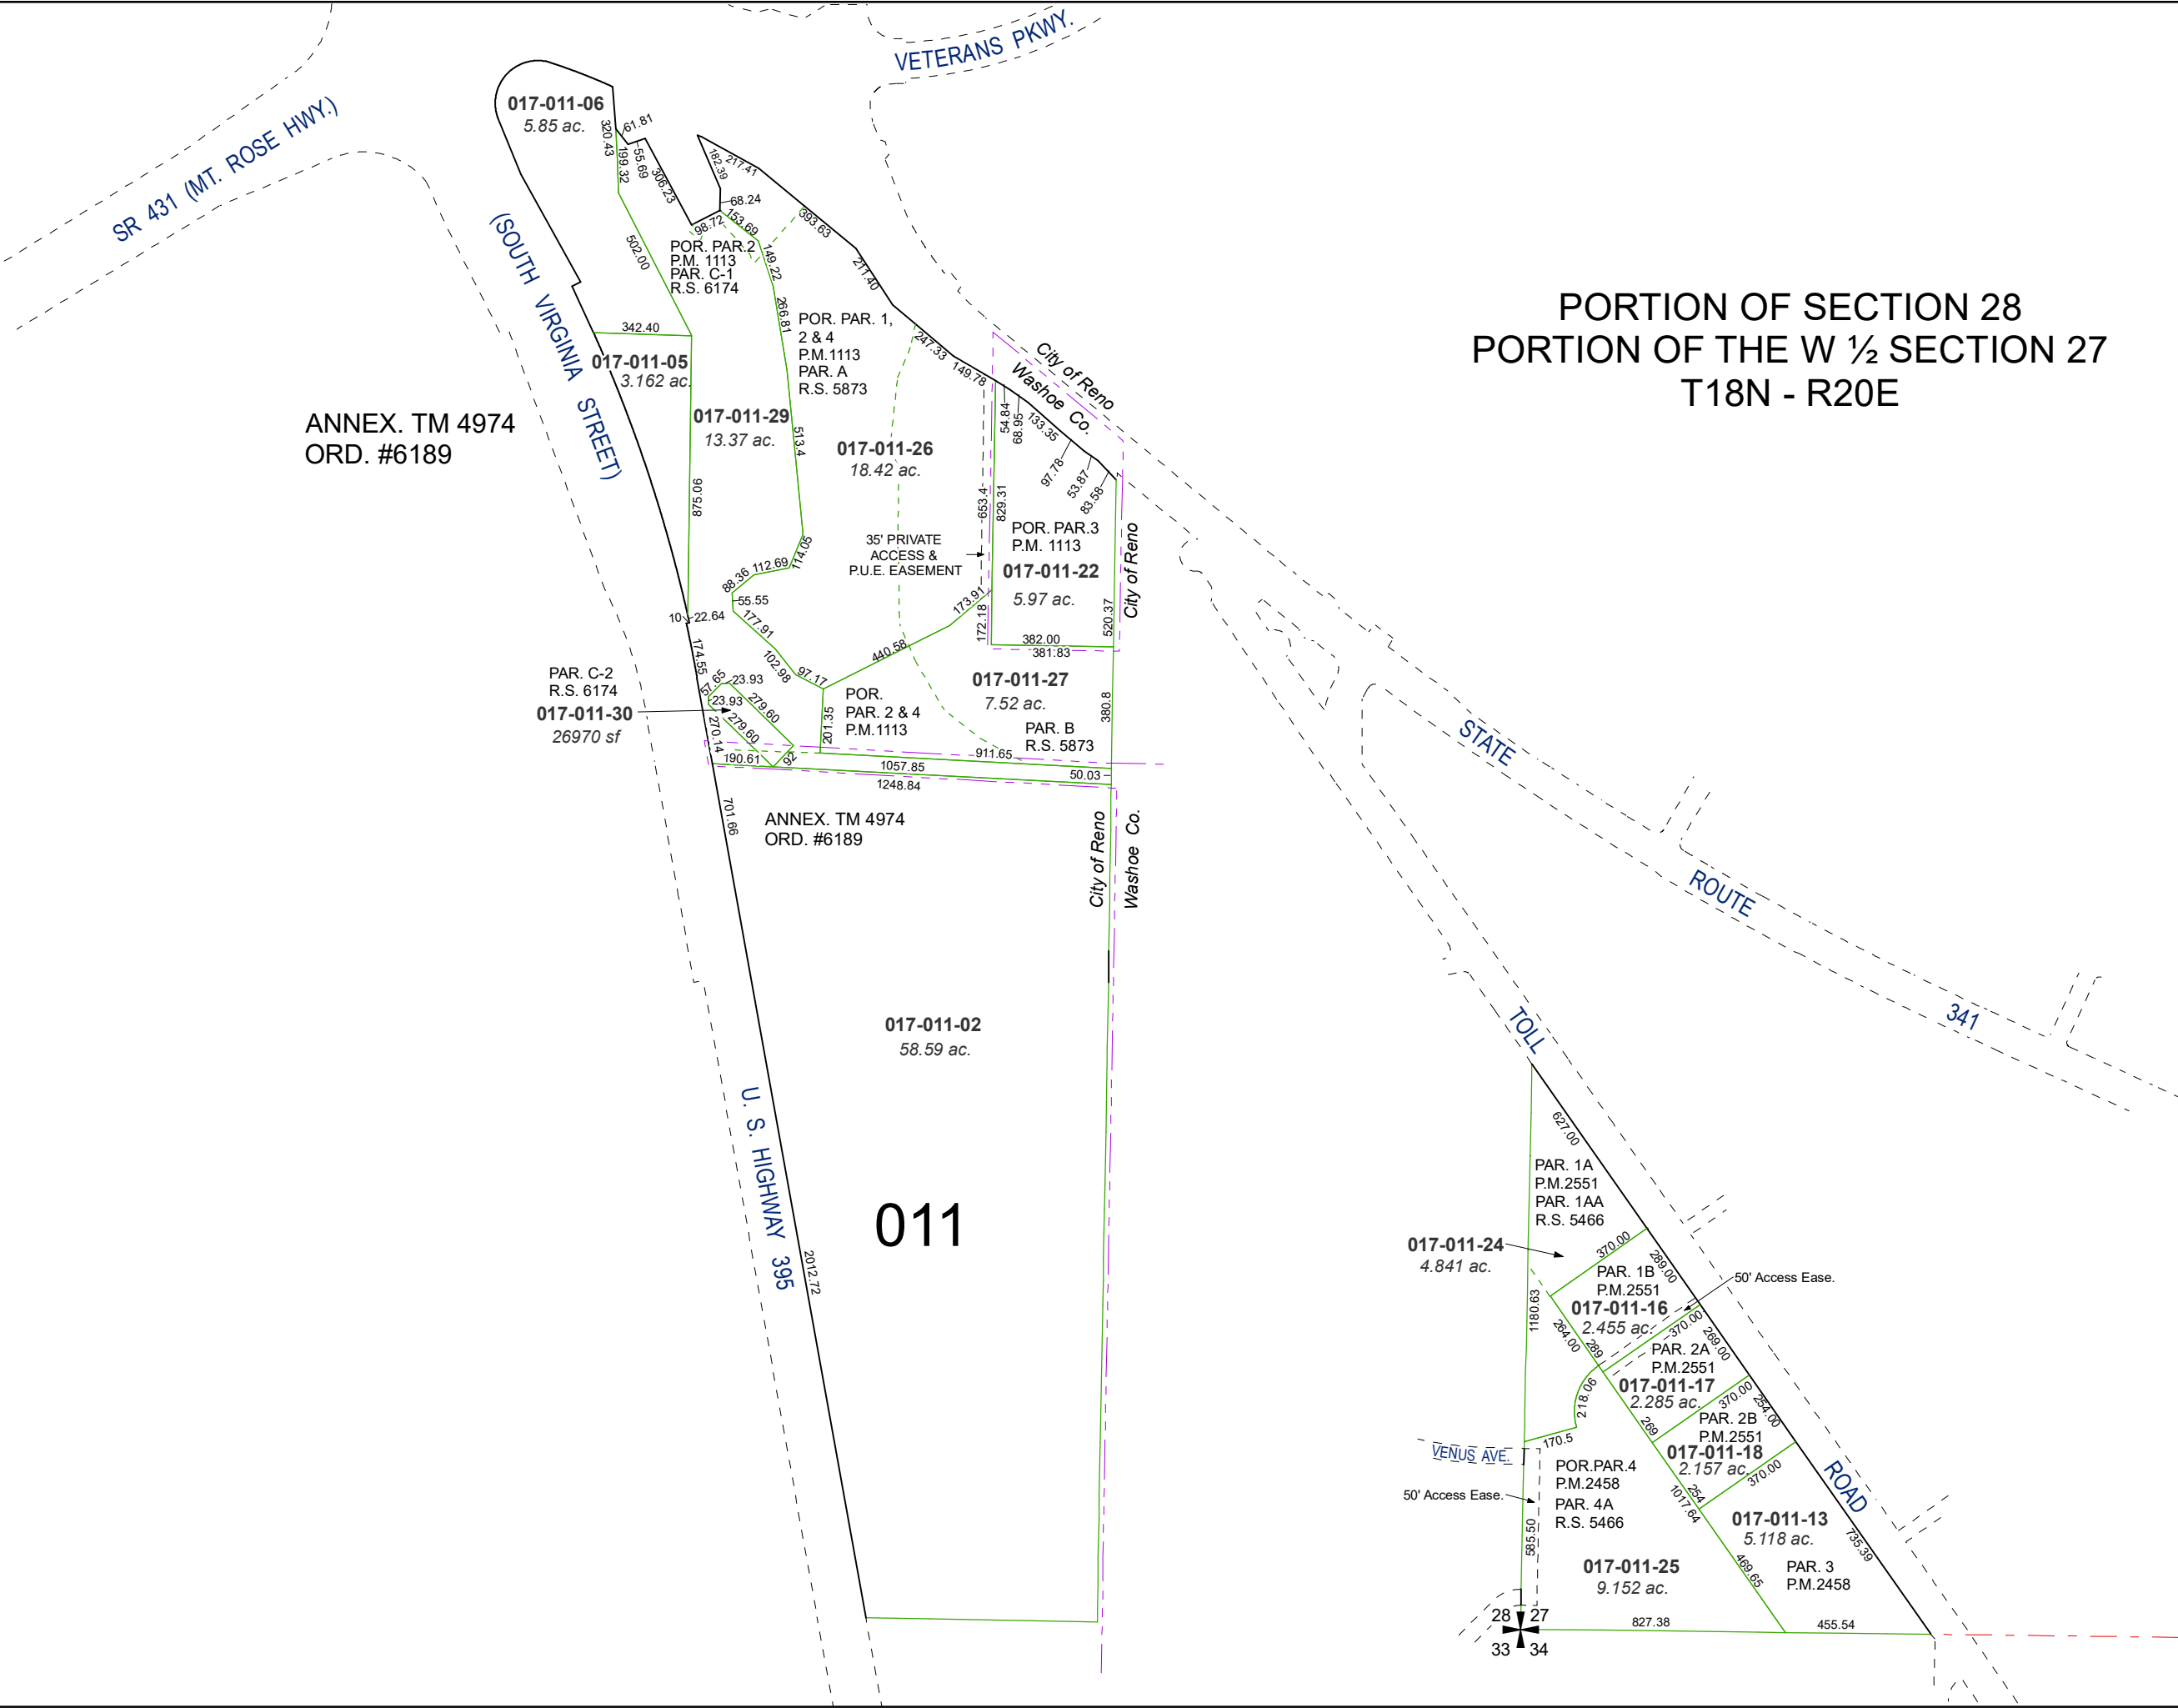 VETERANS PKWY.
SR 431 (MT. ROSE HWY.)
(SOUTH VIRGINIA STREET)
017-011-06
5.85 ac.
320.43
61.81
199.32
55.69
306.23
182.39
217.41
68.24
98.72
153.69
393.63
502.00
POR. PAR.2
P.M. 1113
PAR. C-1
R.S. 6174
149.22
211.40
266.81
POR. PAR. 1,
2 & 4
P.M.1113
PAR. A
R.S. 5873
342.40
017-011-05
3.162 ac.
247.33
149.78
City of Reno
Washoe Co.
PORTION OF SECTION 28
PORTION OF THE W ½ SECTION 27
T18N - R20E
ANNEX. TM 4974
ORD. #6189
017-011-29
13.37 ac.
513.4
017-011-26
18.42 ac.
54.84
68.95
133.35
97.78
53.87
83.58
875.06
653.4
829.31
35' PRIVATE
ACCESS &
P.U.E. EASEMENT
POR. PAR.3
P.M. 1113
017-011-22
5.97 ac.
City of Reno
114.05
112.69
88.36
55.55
177.91
173.91
172.18
520.37
10
22.64
174.55
102.98
97.17
440.58
382.00
381.83
PAR. C-2
R.S. 6174
017-011-30
26970 sf
57.65
23.93
23.93
279.60
279.60
270.14
190.61
92
201.35
POR.
PAR. 2 & 4
P.M.1113
017-011-27
7.52 ac.
PAR. B
R.S. 5873
380.8
911.65
1057.85
50.03
1248.84
701.66
ANNEX. TM 4974
ORD. #6189
City of Reno
Washoe Co.
STATE
ROUTE
341
017-011-02
58.59 ac.
TOLL
U. S. HIGHWAY 395
011
2012.72
627.00
PAR. 1A
P.M.2551
PAR. 1AA
R.S. 5466
017-011-24
4.841 ac.
370.00
289.00
PAR. 1B
P.M.2551
017-011-16
2.455 ac.
50' Access Ease.
1180.63
264.00
289
370.00
269.00
PAR. 2A
P.M.2551
017-011-17
2.285 ac.
218.06
370.00
254.00
269
PAR. 2B
P.M.2551
017-011-18
2.157 ac.
170.5
VENUS AVE.
370.00
POR.PAR.4
P.M.2458
PAR. 4A
R.S. 5466
50' Access Ease.
254
1017.64
ROAD
017-011-13
5.118 ac.
PAR. 3
P.M.2458
735.39
585.50
469.65
017-011-25
9.152 ac.
28 27
33 34
827.38
455.54